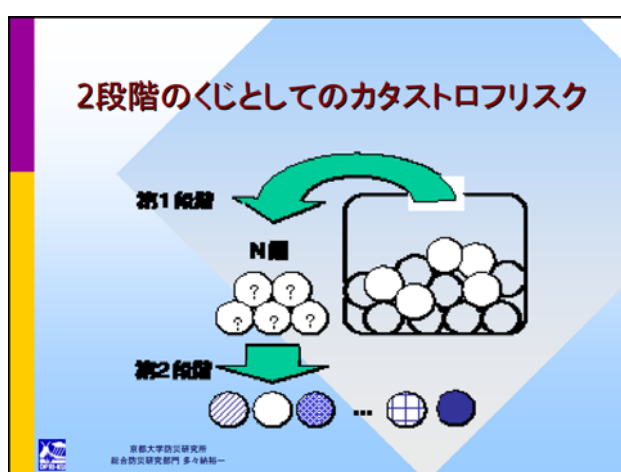 2段階のくじとしてのカタストロフリスク
第1段階
N個
? ?
? ? ?
第2段階
...
京都大学防災研究所
総合防災研究部門 多々納裕一